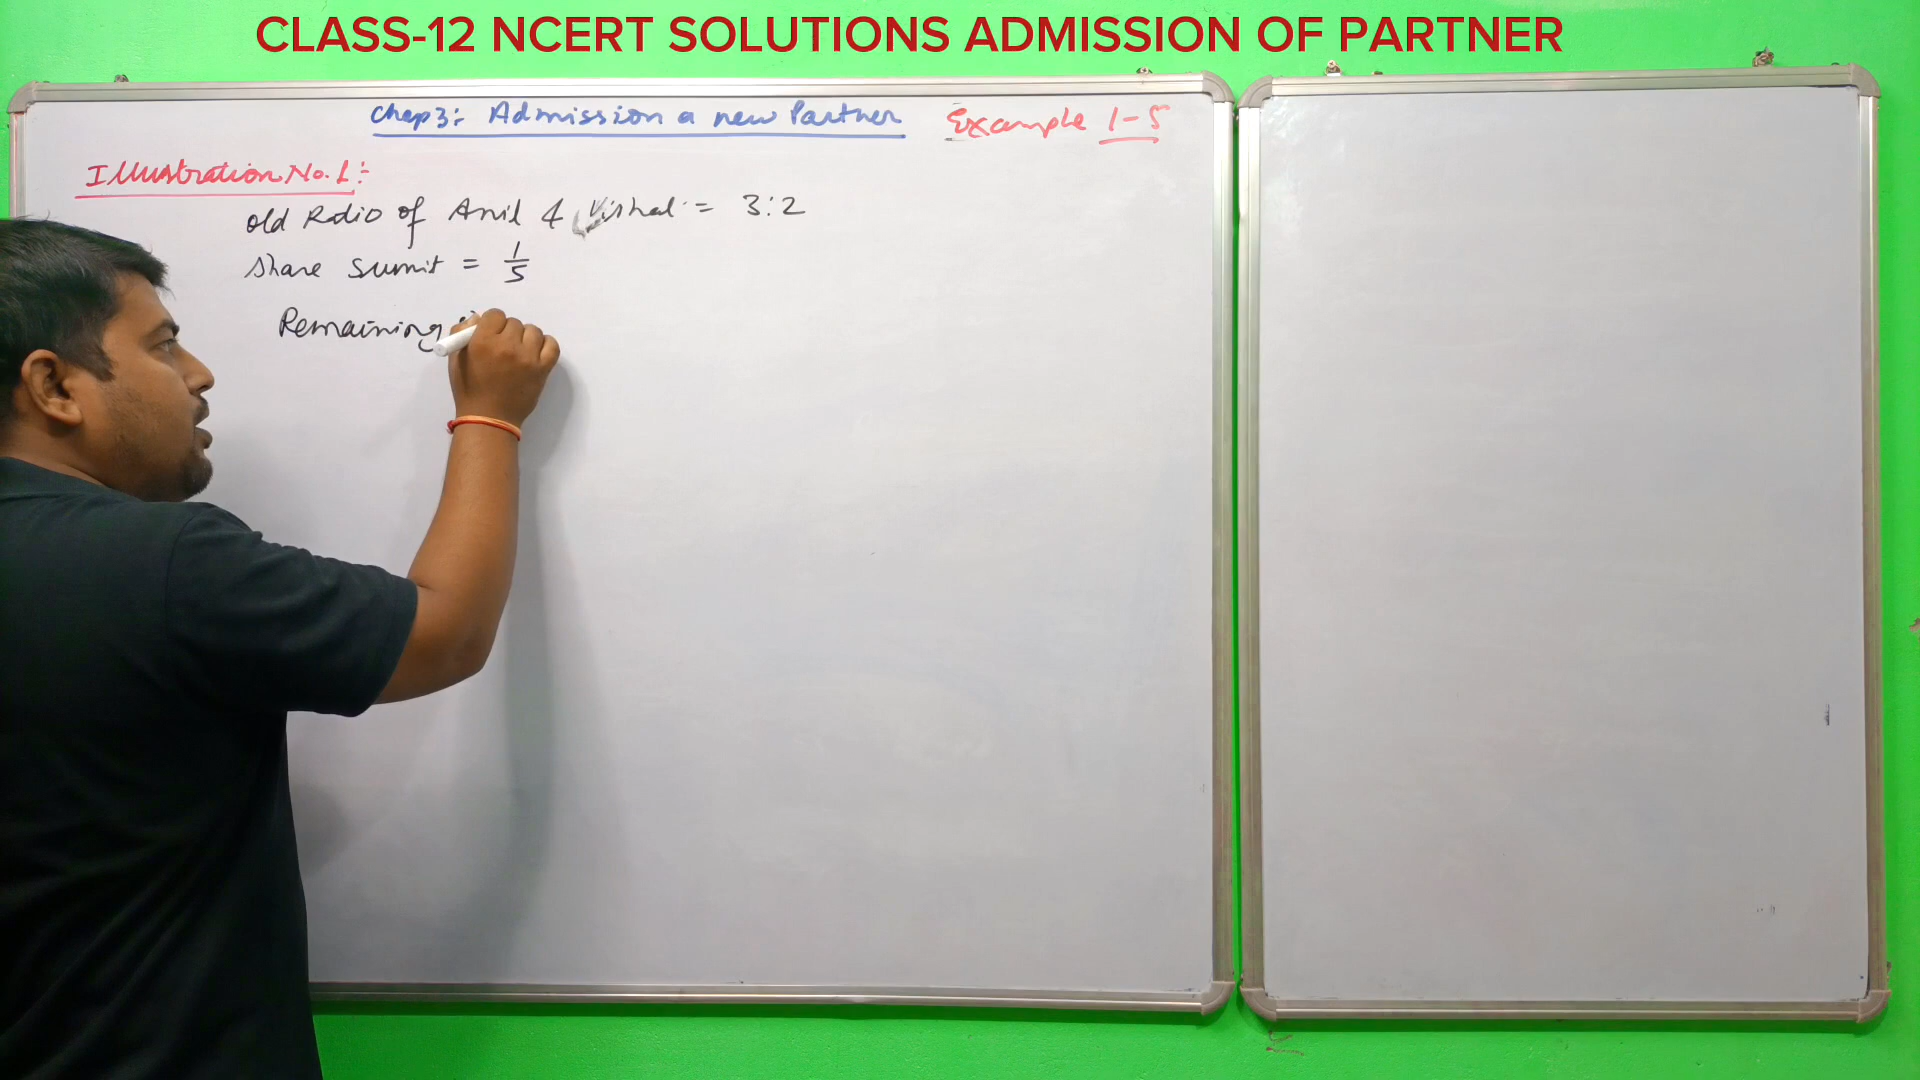 CLASS-12 NCERT SOLUTIONS ADMISSION OF PARTNER
Chap 3:- Admission a new Partner Example 1-5
Illustration No. 1:-
Old Ratio of Anil & Vishal = 3:2
Share sumit = 1/5
Remaining